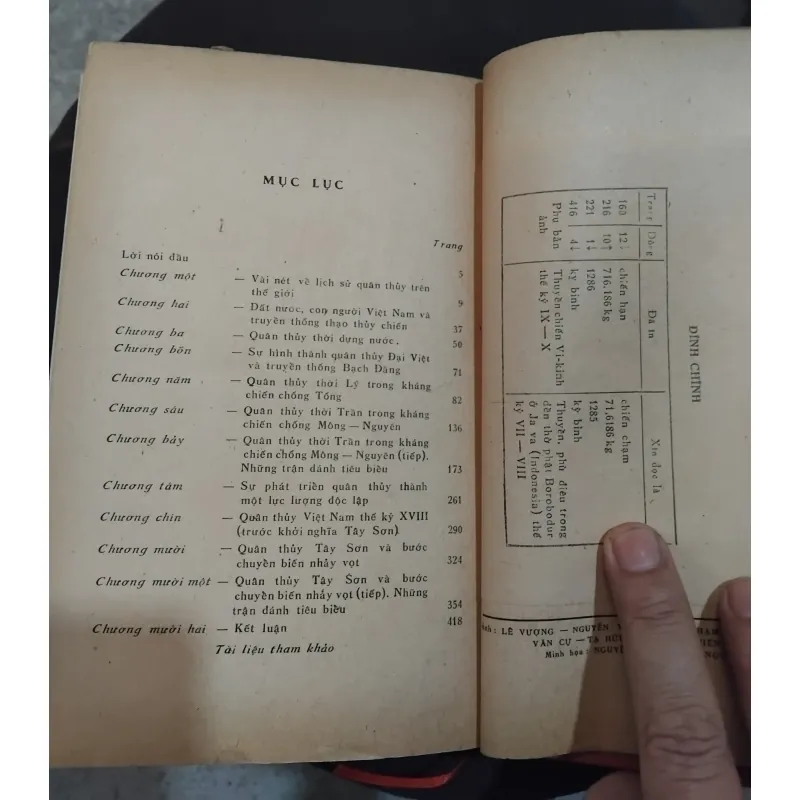 MỤC LỤC
Trang
Lời nói đầu
Chương một — Vài nét về lịch sử quân thủy trên 5
thế giới
Chương hai — Đất nước, con người Việt Nam và 9
truyền thống thạo thủy chiến 37
Chương ba — Quân thủy thời dựng nước. 50
Chương bốn — Sự hình thành quân thủy Đại Việt
và truyền thống Bạch Đằng 71
Chương năm — Quân thủy thời Lý trong kháng
chiến chống Tống 82
Chương sáu — Quân thủy thời Trần trong kháng
chiến chống Mông — Nguyên 136
Chương bảy — Quân thủy thời Trần trong kháng
chiến chống Mông — Nguyên (tiếp).
Những trận đánh tiêu biểu 173
Chương tám — Sự phát triển quân thủy thành
một lực lượng độc lập 261
Chương chín — Quân thủy Việt Nam thế kỷ XVIII
(trước khởi nghĩa Tây Sơn) 290
Chương mười — Quân thủy Tây Sơn và bước
chuyển biến nhảy vọt 324
Chương mười một — Quân thủy Tây Sơn và bước
chuyển biến nhảy vọt (tiếp). Những
trận đánh tiêu biểu 354
Chương mười hai — Kết luận 418
Tài liệu tham khảo
ĐÍNH CHÍNH
Trang Dòng Đã in Xin đọc là
160 12↓ chiến hạn chiến chạm
216 10↑ 716.186 kg 71,6186 kg
221 1↓ 1286 1285
416 4↓ kỵ binh kỵ bình
Phụ bản Thuyền chiến Vi-kinh Thuyền, phù điêu trong
ảnh thế kỷ IX — X đền thờ phật Borobodur
ở Ja va (Indonesia) thế
kỷ VII — VIII
LÊ VƯỢNG — NGUYỄN
VĂN CƯ — TẠ
Minh họa :